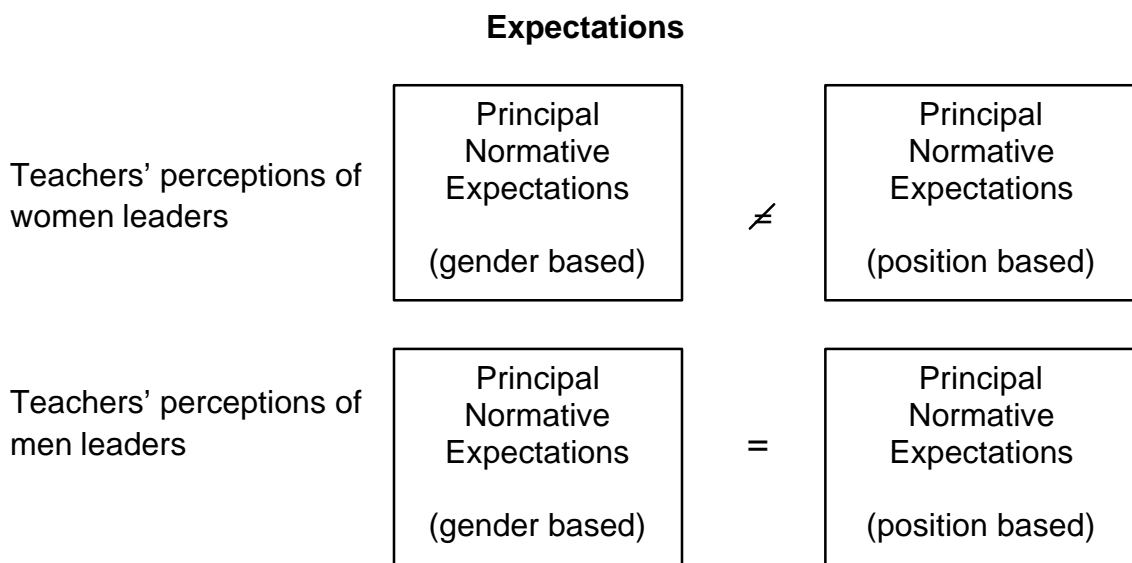 Expectations
Teachers’ perceptions of
women leaders
Principal
Normative
Expectations
(gender based)
≠
Principal
Normative
Expectations
(position based)
Teachers’ perceptions of
men leaders
Principal
Normative
Expectations
(gender based)
=
Principal
Normative
Expectations
(position based)